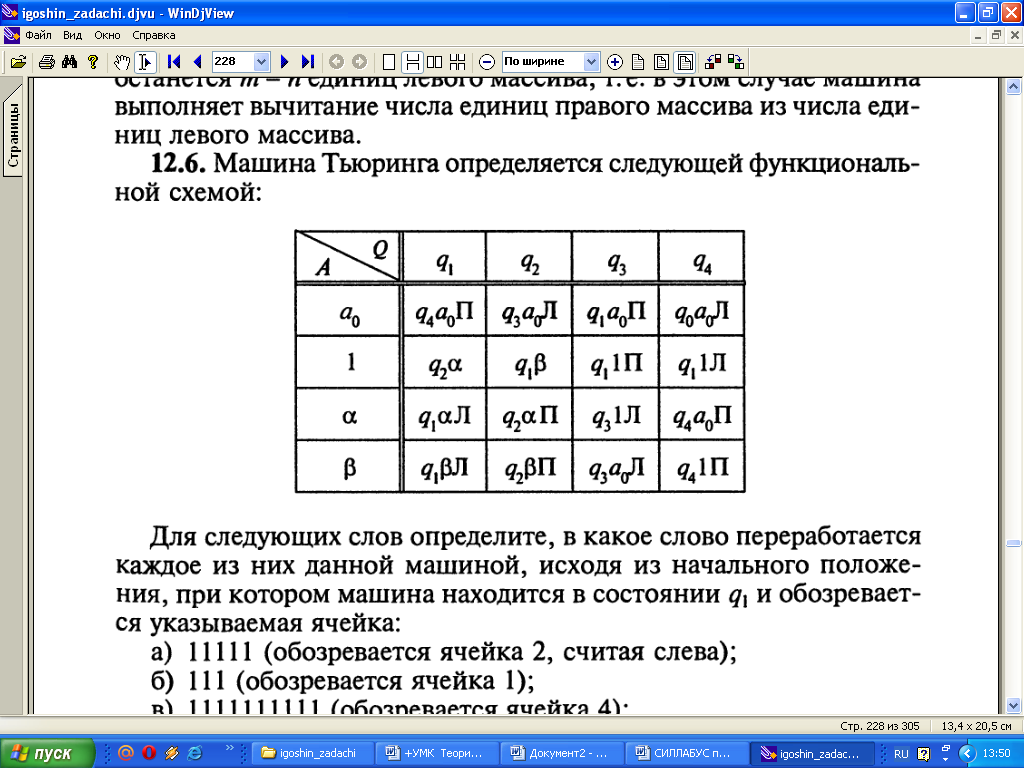 igoshin_zadachi.djvu - WinDjView
Файл Вид Окно Справка
228 По ширине
Страницы
останется m – n единиц левого массива, т. е. в этом случае машина
выполняет вычитание числа единиц правого массива из числа еди-
ниц левого массива.
12.6. Машина Тьюринга определяется следующей функциональ-
ной схемой:
A Q q₁ q₂ q₃ q₄
a₀ q₄a₀П q₃a₀Л q₁a₀П q₀a₀Л
1 q₂α q₁β q₁1П q₁1Л
α q₁αЛ q₂αП q₃1Л q₄a₀П
β q₁βЛ q₂βП q₃a₀Л q₄1П
Для следующих слов определите, в какое слово переработается
каждое из них данной машиной, исходя из начального положе-
ния, при котором машина находится в состоянии q₁ и обозревает-
ся указываемая ячейка:
а) 11111 (обозревается ячейка 2, считая слева);
б) 111 (обозревается ячейка 1);
в) 1111111111 (обозревается ячейка 4);
Стр. 228 из 305 13,4 x 20,5 см
пуск igoshin_zadachi +УМК Теори... Документ2 - ... СИЛЛАБУС п... igoshin_zadac... RU 13:50